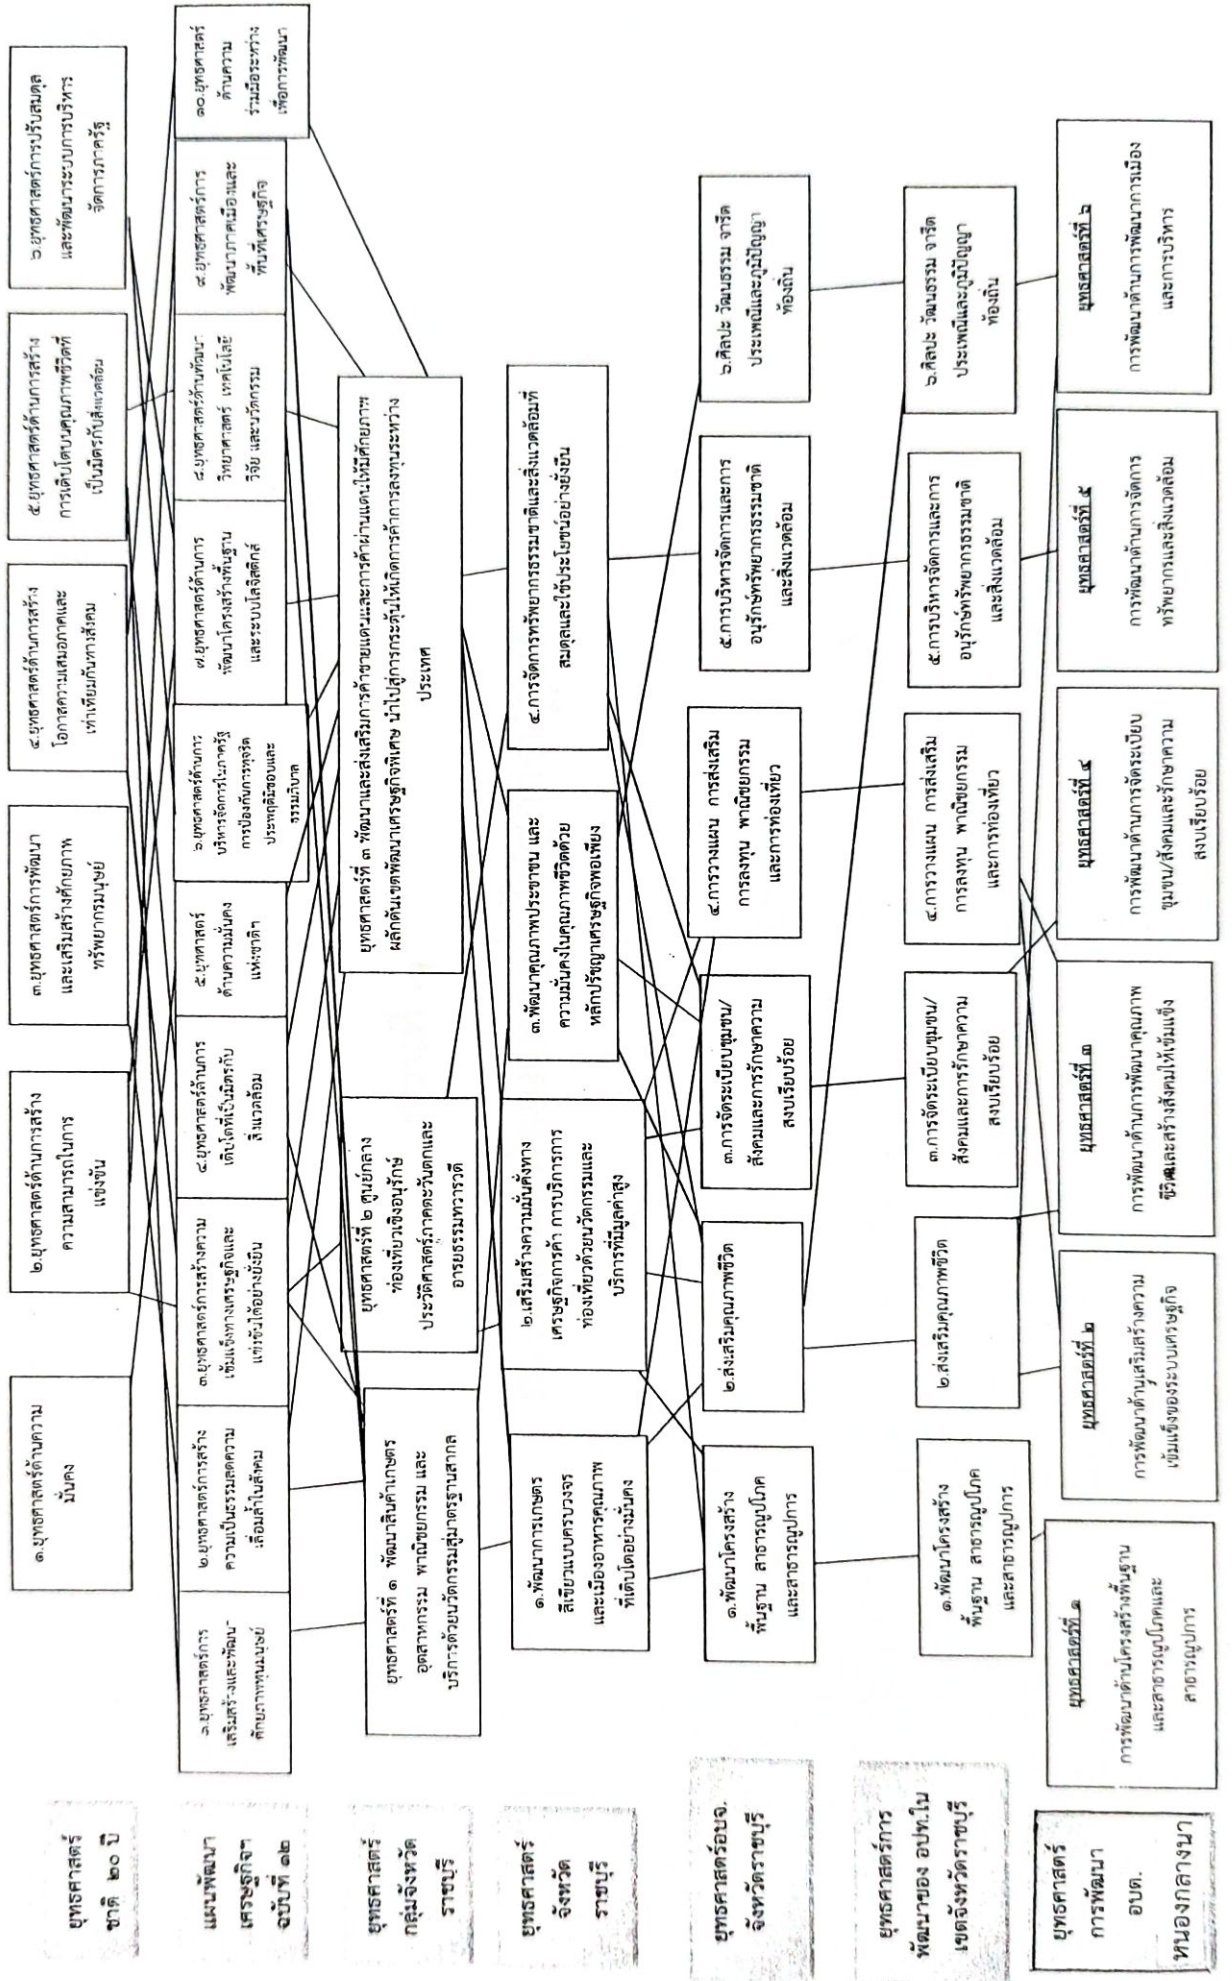 ยุทธศาสตร์
ชาติ ๒๐ ปี
๑.ยุทธศาสตร์ด้านความ
มั่นคง
๒.ยุทธศาสตร์ด้านการสร้าง
ความสามารถในการ
แข่งขัน
๓.ยุทธศาสตร์การพัฒนา
และเสริมสร้างศักยภาพ
ทรัพยากรมนุษย์
๔.ยุทธศาสตร์ด้านการสร้าง
โอกาสความเสมอภาคและ
เท่าเทียมกันทางสังคม
๕.ยุทธศาสตร์ด้านการสร้าง
การเติบโตบนคุณภาพชีวิตที่
เป็นมิตรกับสิ่งแวดล้อม
๖.ยุทธศาสตร์การปรับสมดุล
และพัฒนาระบบการบริหาร
จัดการภาครัฐ
แผนพัฒนา
เศรษฐกิจฯ
ฉบับที่ ๑๒
๑.ยุทธศาสตร์การ
เสริมสร้างและพัฒนา
ศักยภาพทุนมนุษย์
๒.ยุทธศาสตร์การสร้าง
ความเป็นธรรมลดความ
เลื่อมล้ำในสังคม
๓.ยุทธศาสตร์การสร้างความ
เข้มแข็งทางเศรษฐกิจและ
แข่งขันได้อย่างยั่งยืน
๔.ยุทธศาสตร์ด้านการ
เติบโตที่เป็นมิตรกับ
สิ่งแวดล้อม
๕.ยุทธศาสตร์
ด้านความมั่นคง
แห่งชาติฯ
๖.ยุทธศาสตร์ด้านการ
บริหารจัดการในภาครัฐ
การป้องกันการทุจริต
ประพฤติมิชอบและ
ธรรมภิบาล
๗.ยุทธศาสตร์ด้านการ
พัฒนาโครงสร้างพื้นฐาน
และระบบโลจิสติกส์
๘.ยุทธศาสตร์ด้านพัฒนา
วิทยาศาสตร์ เทคโนโลยี
วิจัย และนวัตกรรม
๙.ยุทธศาสตร์การ
พัฒนาภาคเมืองและ
พื้นที่เศรษฐกิจ
๑๐.ยุทธศาสตร์
ด้านความ
ร่วมมือระหว่าง
เพื่อการพัฒนา
ยุทธศาสตร์
กลุ่มจังหวัด
ราชบุรี
ยุทธศาสตร์ที่ ๑ พัฒนาสินค้าเกษตร
อุตสาหกรรม พาณิชยกรรม และ
บริการด้วยนวัตกรรมสู่มาตรฐานสากล
ยุทธศาสตร์ที่ ๒ ศูนย์กลาง
ท่องเที่ยวเชิงอนุรักษ์
ประวัติศาสตร์ภาคตะวันตกและ
อารยธรรมทวารวดี
ยุทธศาสตร์ที่ ๓ พัฒนาและส่งเสริมการค้าชายแดนและการค้าผ่านแดนให้มีศักยภาพ
ผลักดันเขตพัฒนาเศรษฐกิจพิเศษ นำไปสู่การกระตุ้นให้เกิดการค้าการลงทุนระหว่าง
ประเทศ
ยุทธศาสตร์
จังหวัด
ราชบุรี
๑.พัฒนาการเกษตร
สีเขียวแบบครบวงจร
และเมืองอาหารคุณภาพ
ที่เติบโตอย่างมั่นคง
๒.เสริมสร้างความมั่นคั่งทาง
เศรษฐกิจการค้า การบริการการ
ท่องเที่ยวด้วยนวัตกรรมและ
บริการที่มีมูลค่าสูง
๓.พัฒนาคุณภาพประชาชน และ
ความมั่นคงในคุณภาพชีวิตด้วย
หลักปรัชญาเศรษฐกิจพอเพียง
๔.การจัดการทรัพยากรธรรมชาติและสิ่งแวดล้อมที่
สมดุลและใช้ประโยชน์อย่างยั่งยืน
ยุทธศาสตร์อบจ.
จังหวัดราชบุรี
๑.พัฒนาโครงสร้าง
พื้นฐาน สาธารณูปโภค
และสาธารณูปการ
๒.ส่งเสริมคุณภาพชีวิต
๓.การจัดระเบียบชุมชน/
สังคมและการรักษาความ
สงบเรียบร้อย
๔.การวางแผน การส่งเสริม
การลงทุน พาณิชยกรรม
และการท่องเที่ยว
๕.การบริหารจัดการและการ
อนุรักษ์ทรัพยากรธรรมชาติ
และสิ่งแวดล้อม
๖.ศิลปะ วัฒนธรรม จารีต
ประเพณีและภูมิปัญญา
ท้องถิ่น
ยุทธศาสตร์การ
พัฒนาของ อปท.ใน
เขตจังหวัดราชบุรี
๑.พัฒนาโครงสร้าง
พื้นฐาน สาธารณูปโภค
และสาธารณูปการ
๒.ส่งเสริมคุณภาพชีวิต
๓.การจัดระเบียบชุมชน/
สังคมและการรักษาความ
สงบเรียบร้อย
๔.การวางแผน การส่งเสริม
การลงทุน พาณิชยกรรม
และการท่องเที่ยว
๕.การบริหารจัดการและการ
อนุรักษ์ทรัพยากรธรรมชาติ
และสิ่งแวดล้อม
๖.ศิลปะ วัฒนธรรม จารีต
ประเพณีและภูมิปัญญา
ท้องถิ่น
ยุทธศาสตร์
การพัฒนา
อบต.
หนองกลางนา
ยุทธศาสตร์ที่ ๑
การพัฒนาด้านโครงสร้างพื้นฐาน
และสาธารณูปโภคและ
สาธารณูปการ
ยุทธศาสตร์ที่ ๒
การพัฒนาด้านเสริมสร้างความ
เข้มแข็งของระบบเศรษฐกิจ
ยุทธศาสตร์ที่ ๓
การพัฒนาด้านการพัฒนาคุณภาพ
ชีวิตและสร้างสังคมให้เข้มแข็ง
ยุทธศาสตร์ที่ ๔
การพัฒนาด้านการจัดระเบียบ
ชุมชน/สังคมและรักษาความ
สงบเรียบร้อย
ยุทธศาสตร์ที่ ๕
การพัฒนาด้านการจัดการ
ทรัพยากรและสิ่งแวดล้อม
ยุทธศาสตร์ที่ ๖
การพัฒนาด้านการพัฒนาการเมือง
และการบริหาร